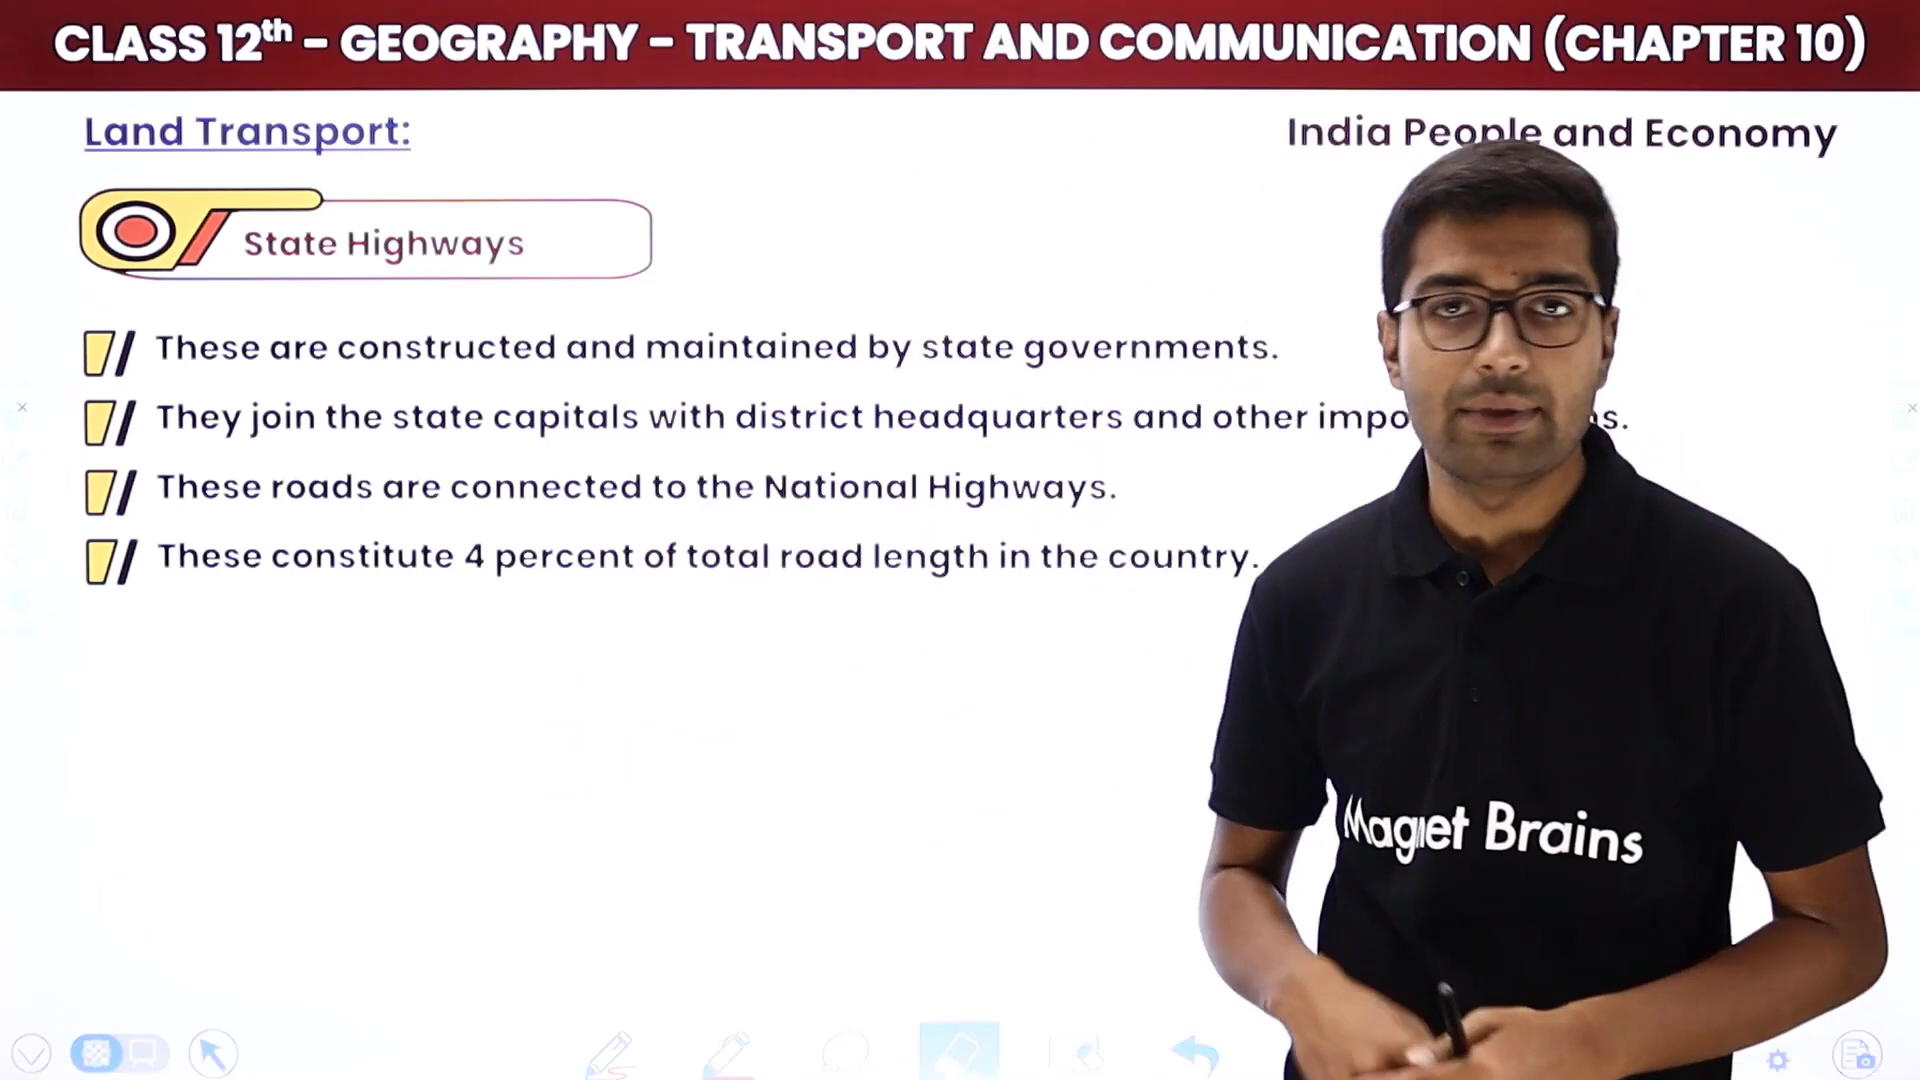 CLASS 12th - GEOGRAPHY - TRANSPORT AND COMMUNICATION (CHAPTER 10)
Land Transport:
India People and Economy
State Highways
These are constructed and maintained by state governments.
They join the state capitals with district headquarters and other
These roads are connected to the National Highways.
These constitute 4 percent of total road length in the country.
Magnet Brains